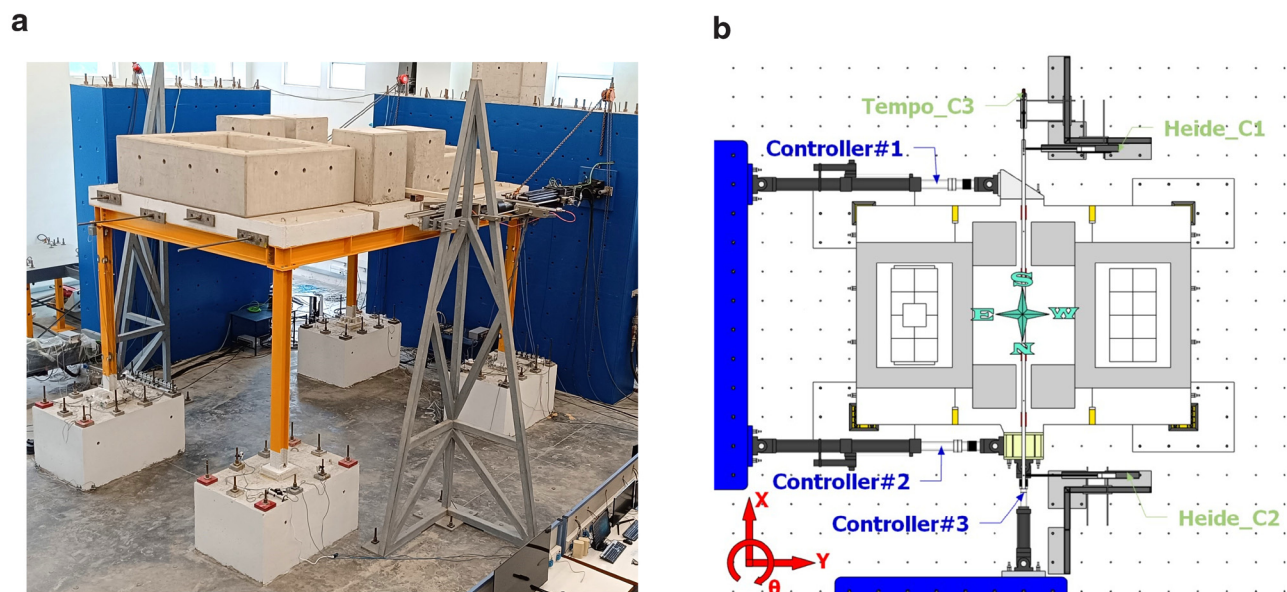 a
b
Tempo_C3
Heide_C1
Controller#1
S
E
W
N
Controller#2
X
Controller#3
Heide_C2
Y
θ